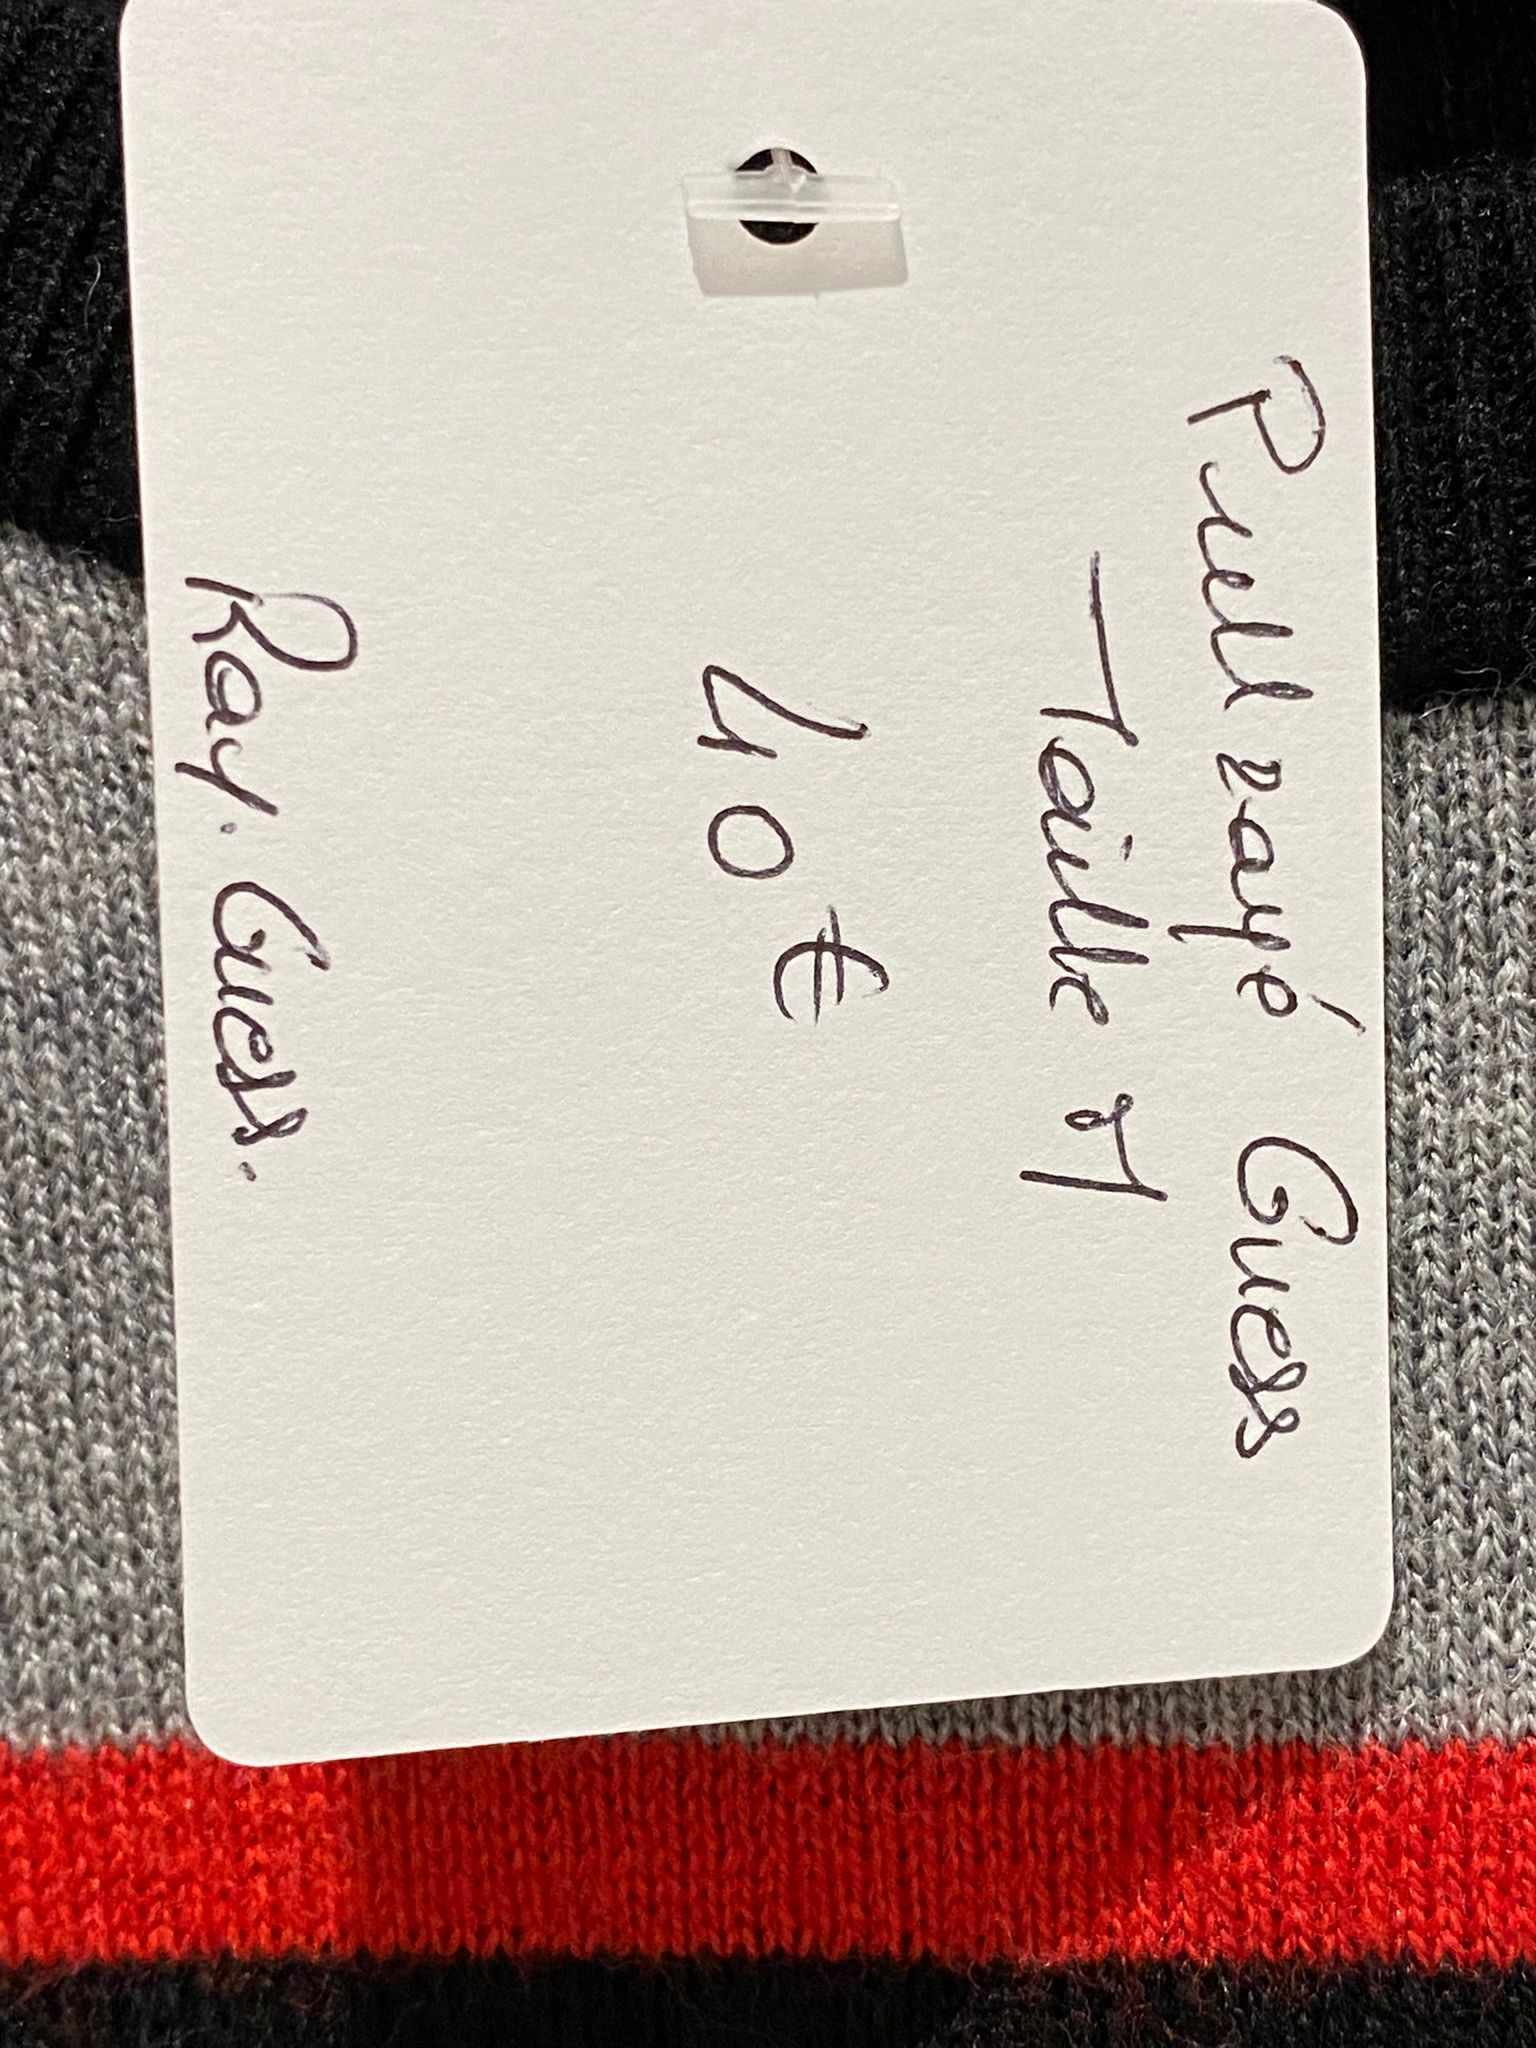 Pull rayé Guess
Taille
40 €
Ray. Guess.